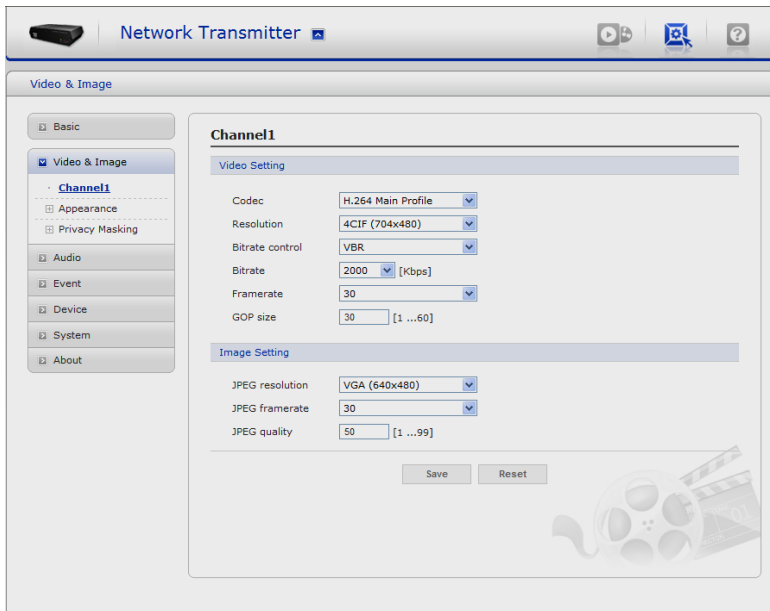 Network Transmitter
?
Video & Image
Basic
Video & Image
Channel1
Appearance
Privacy Masking
Audio
Event
Device
System
About
Channel1
Video Setting
Codec H.264 Main Profile
Resolution 4CIF (704x480)
Bitrate control VBR
Bitrate 2000 [Kbps]
Framerate 30
GOP size 30 [1 ...60]
Image Setting
JPEG resolution VGA (640x480)
JPEG framerate 30
JPEG quality 50 [1 ...99]
Save Reset
01